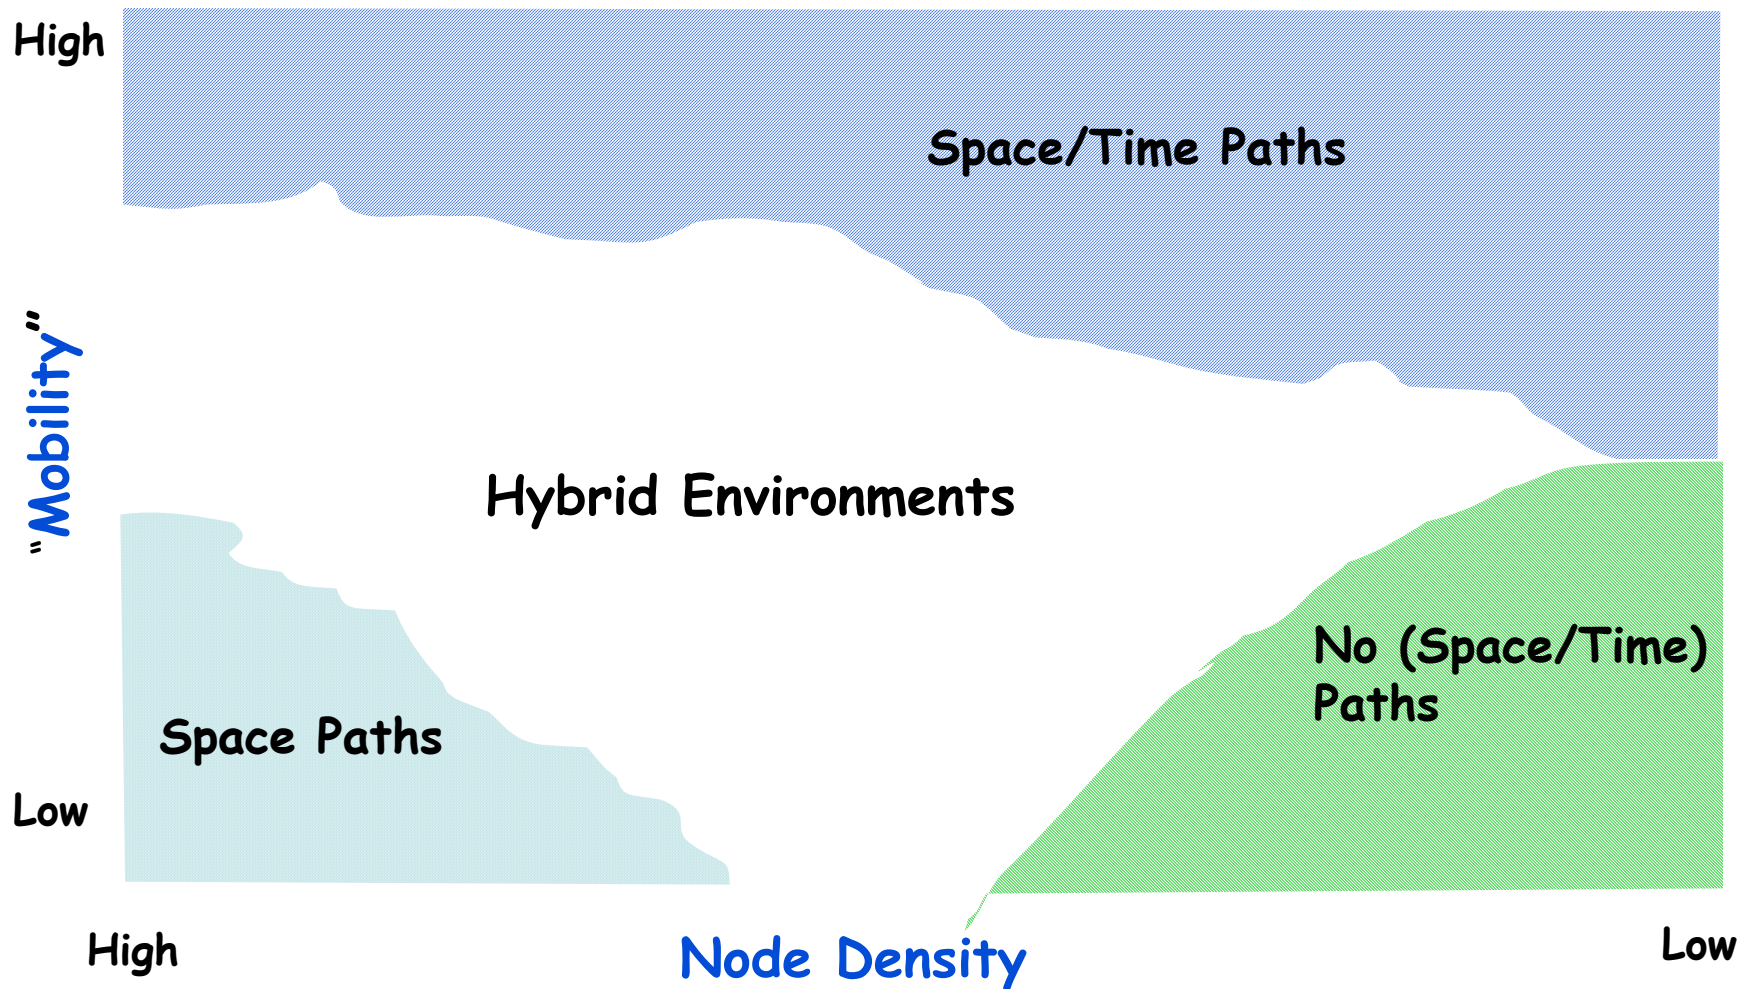 High
Space/Time Paths
"Mobility"
Hybrid Environments
No (Space/Time)
Paths
Space Paths
Low
High
Node Density
Low